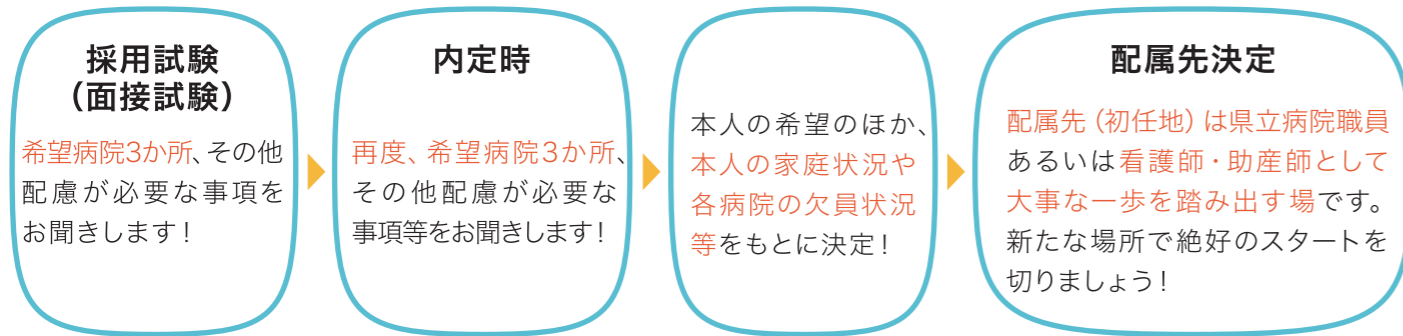 採用試験
（面接試験）
希望病院3か所、その他
配慮が必要な事項を
お聞きします！
内定時
再度、希望病院3か所、
その他配慮が必要な
事項等をお聞きします！
本人の希望のほか、
本人の家庭状況や
各病院の欠員状況
等をもとに決定！
配属先決定
配属先（初任地）は県立病院職員
あるいは看護師・助産師として
大事な一歩を踏み出す場です。
新たな場所で絶好のスタートを
切りましょう！